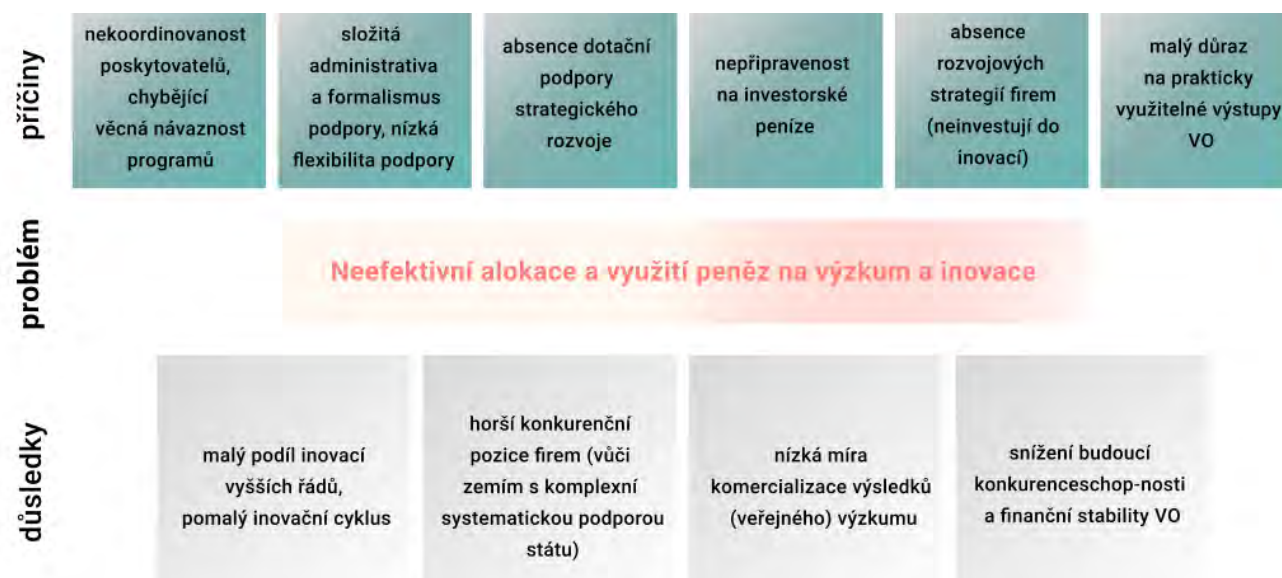 příčiny
nekoordinovanost
poskytovatelů,
chybějící
věcná návaznost
programů
složitá
administrativa
a formalismus
podpory, nízká
flexibilita podpory
absence dotační
podpory
strategického
rozvoje
nepřipravenost
na investorské
peníze
absence
rozvojových
strategií firem
(neinvestují do
inovací)
malý důraz
na prakticky
využitelné výstupy
VO
problém
Neefektivní alokace a využití peněz na výzkum a inovace
důsledky
malý podíl inovací
vyšších řádů,
pomalý inovační cyklus
horší konkurenční
pozice firem (vůči
zemím s komplexní
systematickou podporou
státu)
nízká míra
komercializace výsledků
(veřejného) výzkumu
snížení budoucí
konkurenceschop-nosti
a finanční stability VO